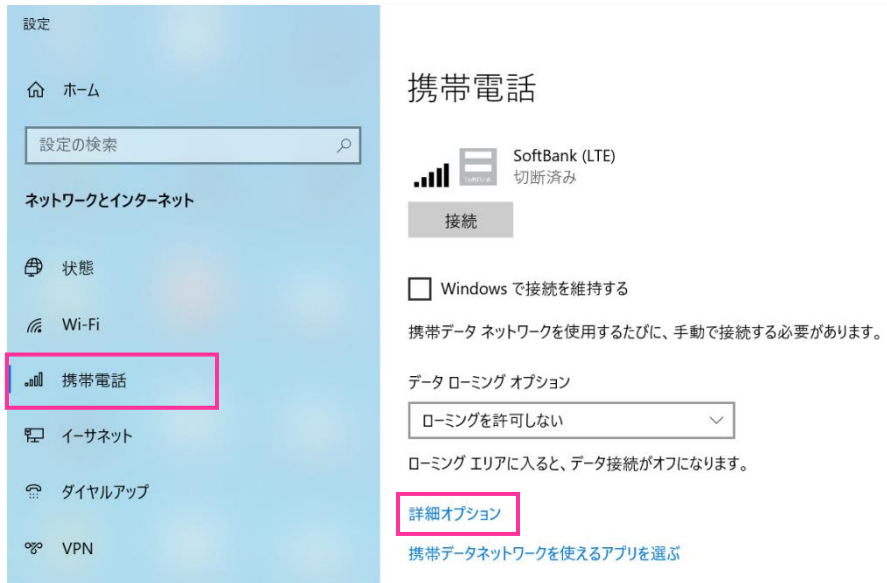 設定
ホーム
設定の検索
ネットワークとインターネット
状態
Wi-Fi
携帯電話
イーサネット
ダイヤルアップ
VPN
携帯電話
SoftBank (LTE)
切断済み
接続
Windows で接続を維持する
携帯データ ネットワークを使用するたびに、手動で接続する必要があります。
データ ローミング オプション
ローミングを許可しない
ローミング エリアに入ると、データ接続がオフになります。
詳細オプション
携帯データネットワークを使えるアプリを選ぶ